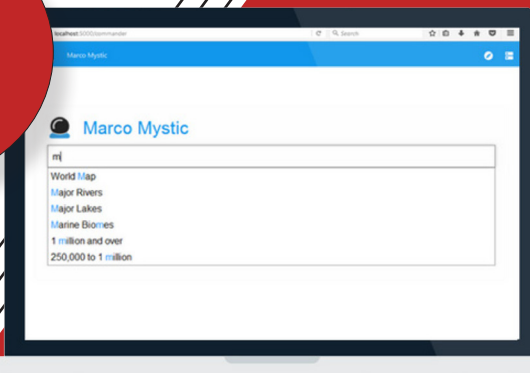 localhost:5000/commander
Search
Marco Mystic
Marco Mystic
m
World Map
Major Rivers
Major Lakes
Marine Biomes
1 million and over
250,000 to 1 million